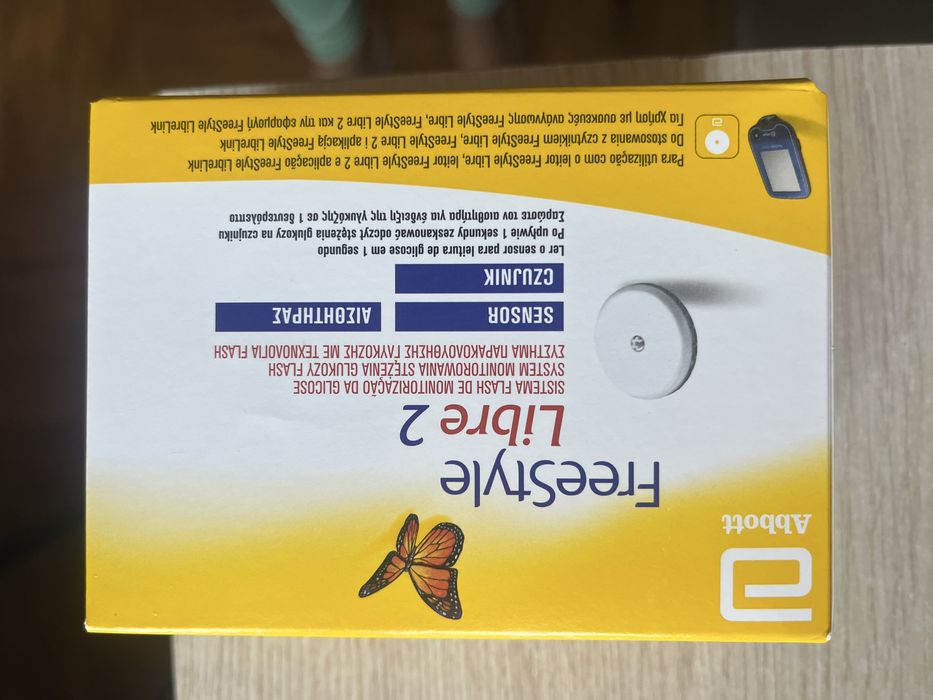 Abbott
FreeStyle
Libre 2
SISTEMA FLASH DE MONITORIZAÇÃO DA GLICOSE
SYSTEM MONITOROWANIA STĘŻENIA GLUKOZY FLASH
ΣΥΣΤΗΜΑ ΠΑΡΑΚΟΛΟΥΘΗΣΗΣ ΓΛΥΚΟΖΗΣ ΜΕ ΤΕΧΝΟΛΟΓΙΑ FLASH
SENSOR ΑΙΣΘΗΤΗΡΑΣ
CZUJNIK
Ler o sensor para leitura de glicose em 1 segundo
Po upływie 1 sekundy zeskanować odczyt stężenia glukozy na czujniku
Σαρώστε τον αισθητήρα για ένδειξη της γλυκόζης σε 1 δευτερόλεπτο
Para utilização com o leitor FreeStyle Libre, leitor FreeStyle Libre 2 e aplicação FreeStyle LibreLink
Do stosowania z czytnikiem FreeStyle Libre, FreeStyle Libre 2 i aplikacją FreeStyle LibreLink
Για χρήση με συσκευές ανάγνωσης FreeStyle Libre, FreeStyle Libre 2 και την εφαρμογή FreeStyle LibreLink